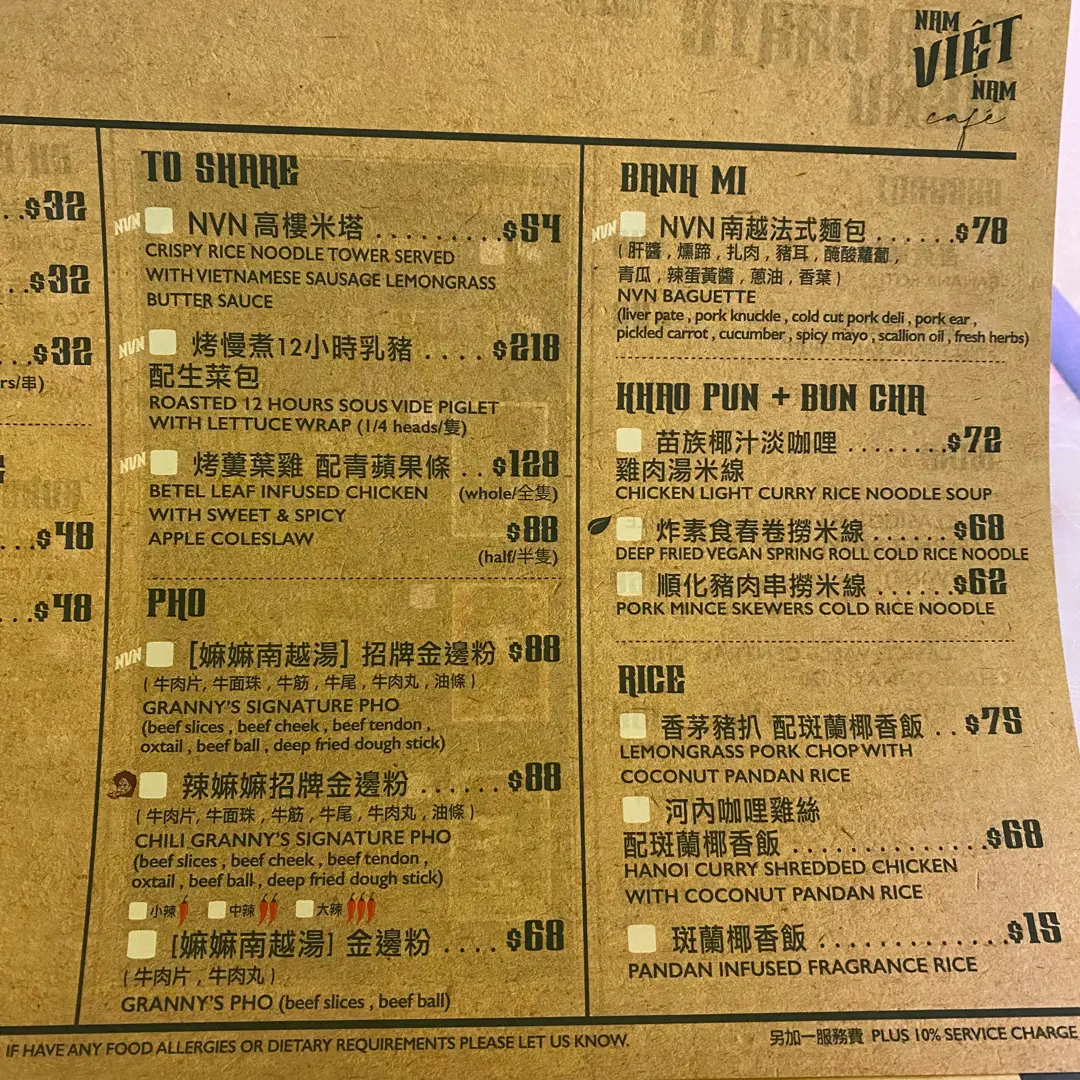 NAM
VIỆT
NAM
café
..$32
..$32
...$32
rs/串)
...$48
...$48
TO SHARE
NVN NVN 高樓米塔 ..........$54
CRISPY RICE NOODLE TOWER SERVED
WITH VIETNAMESE SAUSAGE LEMONGRASS
BUTTER SAUCE
NVN 烤慢煮12小時乳豬 .... $218
配生菜包
ROASTED 12 HOURS SOUS VIDE PIGLET
WITH LETTUCE WRAP (1/4 heads/隻)
NVN 烤蔞葉雞 配青蘋果條 .. $128
BETEL LEAF INFUSED CHICKEN (whole/全隻)
WITH SWEET & SPICY
APPLE COLESLAW $88
(half/半隻)
PHO
NVN [嫲嫲南越湯] 招牌金邊粉 $88
( 牛肉片, 牛面珠 , 牛筋 , 牛尾 , 牛肉丸 , 油條 )
GRANNY'S SIGNATURE PHO
(beef slices , beef cheek , beef tendon ,
oxtail , beef ball , deep fried dough stick)
辣嫲嫲招牌金邊粉 ...... $88
( 牛肉片, 牛面珠 , 牛筋 , 牛尾 , 牛肉丸 , 油條 )
CHILI GRANNY'S SIGNATURE PHO
(beef slices , beef cheek , beef tendon ,
oxtail , beef ball , deep fried dough stick)
小辣 中辣 大辣
[嫲嫲南越湯] 金邊粉 .... $68
( 牛肉片 , 牛肉丸 )
GRANNY'S PHO (beef slices , beef ball)
BANH MI
NVN NVN 南越法式麵包 ......$78
( 肝醬 , 燻蹄 , 扎肉 , 豬耳 , 醃酸蘿蔔 ,
青瓜 , 辣蛋黃醬 , 蔥油 , 香葉 )
NVN BAGUETTE
(liver pate , pork knuckle , cold cut pork deli , pork ear ,
pickled carrot , cucumber , spicy mayo , scallion oil , fresh herbs)
KHAO PUN + BUN CHA
苗族椰汁淡咖哩 ........$72
雞肉湯米線
CHICKEN LIGHT CURRY RICE NOODLE SOUP
炸素食春卷撈米線 ...... $68
DEEP FRIED VEGAN SPRING ROLL COLD RICE NOODLE
順化豬肉串撈米線 ......$62
PORK MINCE SKEWERS COLD RICE NOODLE
RICE
香茅豬扒 配斑蘭椰香飯 .. $75
LEMONGRASS PORK CHOP WITH
COCONUT PANDAN RICE
河內咖哩雞絲
配斑蘭椰香飯 ..............$68
HANOI CURRY SHREDDED CHICKEN
WITH COCONUT PANDAN RICE
斑蘭椰香飯 .............$15
PANDAN INFUSED FRAGRANCE RICE
IF HAVE ANY FOOD ALLERGIES OR DIETARY REQUIREMENTS PLEASE LET US KNOW.
另加一服務費 PLUS 10% SERVICE CHARGE